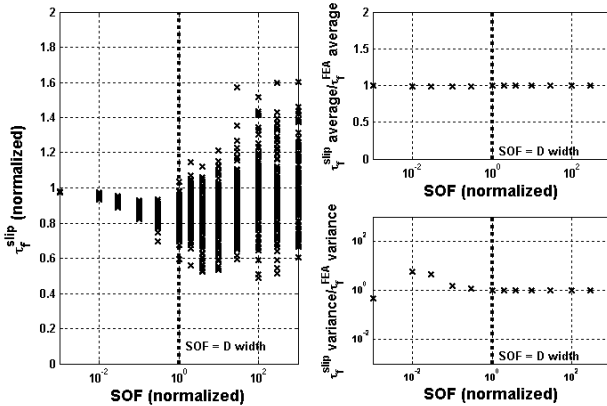 2
1.8
1.6
1.4
1.2
1
0.8
0.6
0.4
0.2
0
τ_f^slip (normalized)
10^-2 10^0 10^2
SOF (normalized)
SOF = D width
2
1.5
1
0.5
0
τ_f^slip average/τ_f^FEA average
SOF = D width
10^-2 10^0 10^2
SOF (normalized)
10^2
10^0
10^-2
τ_f^slip variance/τ_f^FEA variance
SOF = D width
10^-2 10^0 10^2
SOF (normalized)